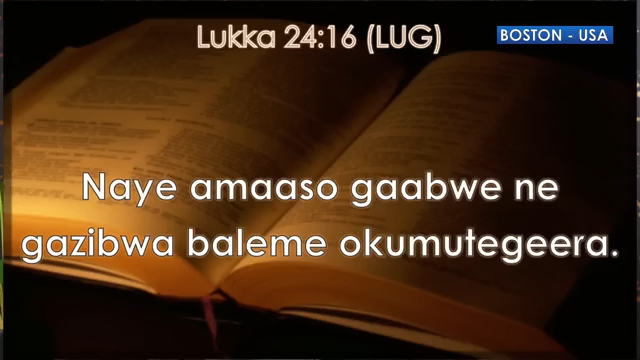 Lukka 24:16 (LUG)
BOSTON - USA
Naye amaaso gaabwe ne
gazibwa baleme okumutegeera.